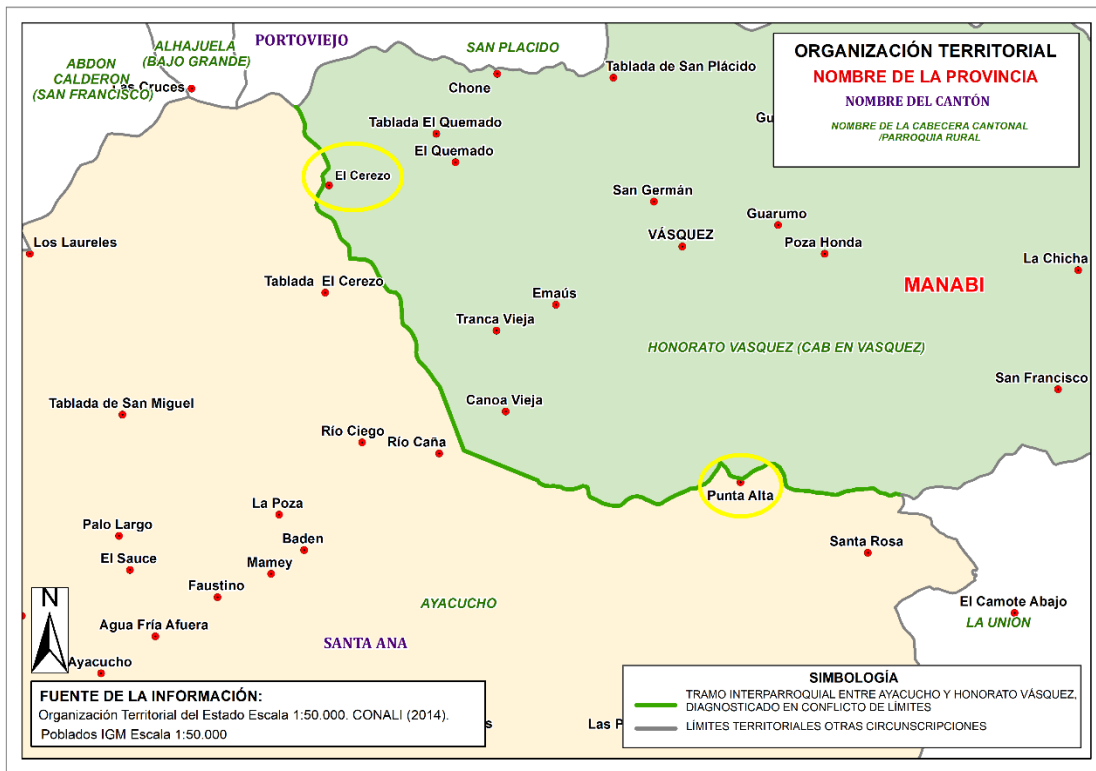 PORTOVIEJO
ALHAJUELA
(BAJO GRANDE)
ABDON
CALDERON
(SAN FRANCISCO)
Las Cruces
SAN PLACIDO
Chone
Tablada de San Plácido
ORGANIZACIÓN TERRITORIAL
NOMBRE DE LA PROVINCIA
NOMBRE DEL CANTÓN
NOMBRE DE LA CABECERA CANTONAL
/PARROQUIA RURAL
Tablada El Quemado
El Quemado
El Cerezo
San Germán
Guarumo
VÁSQUEZ
Poza Honda
Los Laureles
La Chicha
Tablada El Cerezo
MANABI
Emaús
Tranca Vieja
HONORATO VASQUEZ (CAB EN VASQUEZ)
San Francisco
Canoa Vieja
Tablada de San Miguel
Río Ciego
Río Caña
Punta Alta
La Poza
Palo Largo
Baden
Santa Rosa
El Sauce
Mamey
Faustino
AYACUCHO
El Camote Abajo
LA UNION
N
Agua Fría Afuera
SANTA ANA
Ayacucho
FUENTE DE LA INFORMACIÓN:
Organización Territorial del Estado Escala 1:50.000. CONALI (2014).
Poblados IGM Escala 1:50.000
SIMBOLOGÍA
TRAMO INTERPARROQUIAL ENTRE AYACUCHO Y HONORATO VÁSQUEZ,
DIAGNOSTICADO EN CONFLICTO DE LÍMITES
LÍMITES TERRITORIALES OTRAS CIRCUNSCRIPCIONES